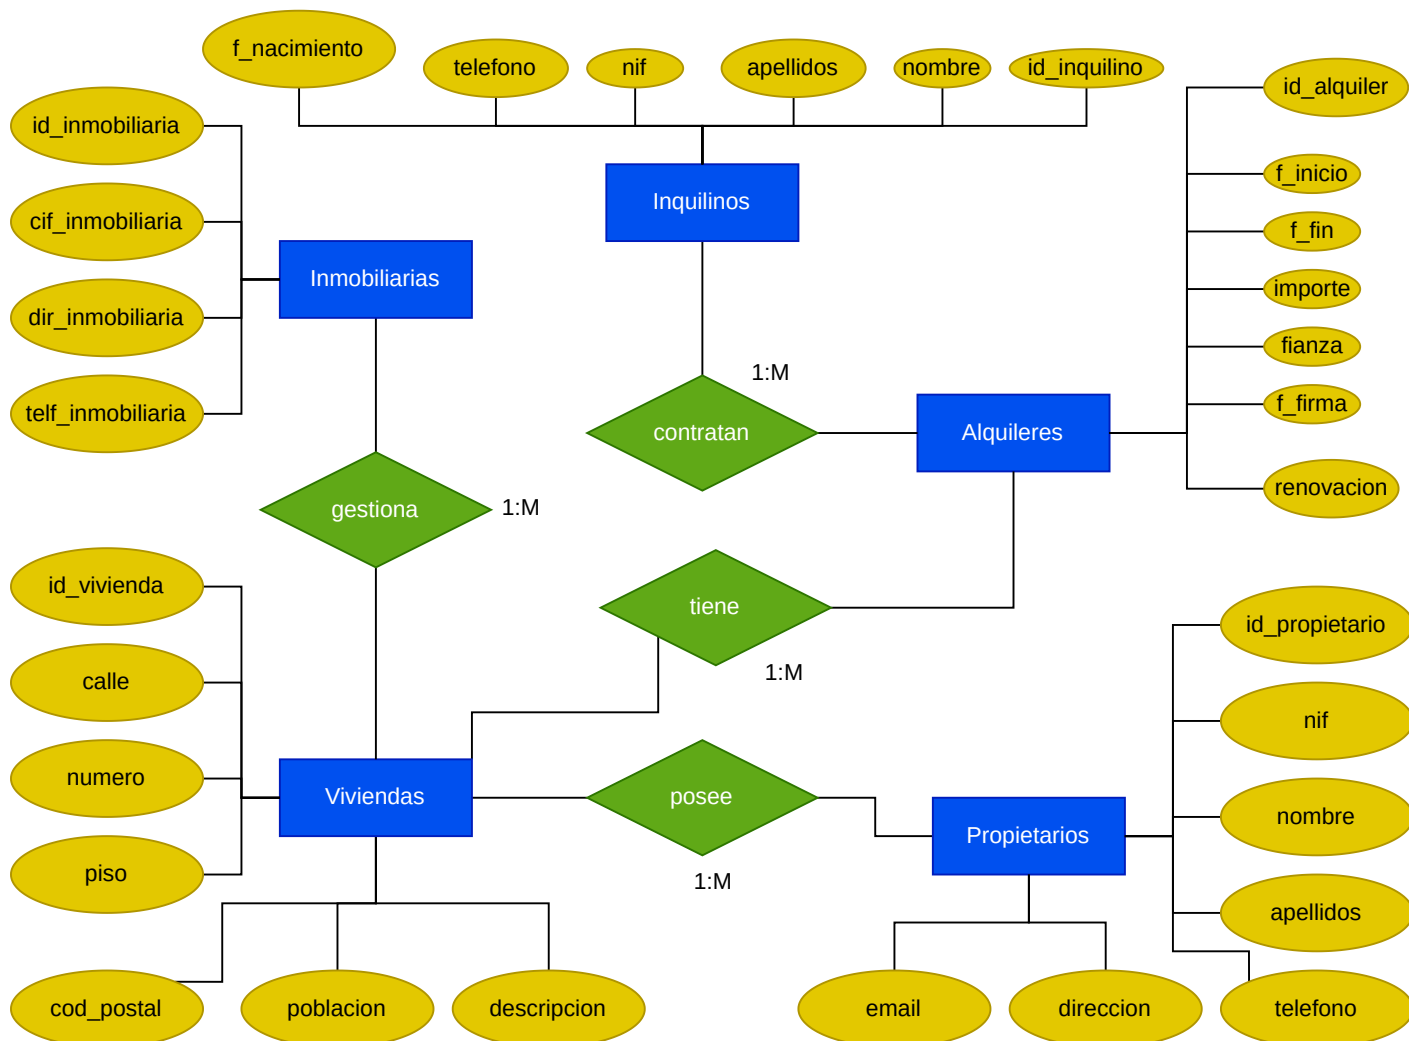 f_nacimiento
telefono
nif
apellidos
nombre
id_inquilino
id_alquiler
id_inmobiliaria
f_inicio
Inquilinos
cif_inmobiliaria
f_fin
Inmobiliarias
importe
dir_inmobiliaria
fianza
1:M
f_firma
telf_inmobiliaria
contratan
Alquileres
renovacion
gestiona
1:M
id_vivienda
tiene
id_propietario
1:M
calle
nif
numero
Viviendas
posee
nombre
Propietarios
piso
1:M
apellidos
cod_postal
poblacion
descripcion
email
direccion
telefono